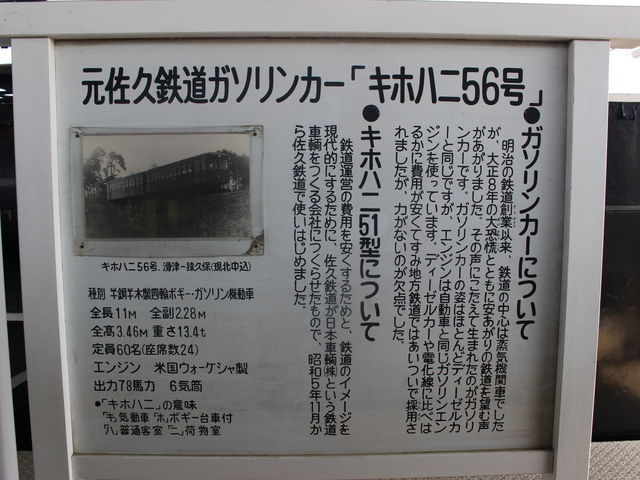 元佐久鉄道ガソリンカー「キホハニ56号」
●ガソリンカーについて
明治の鉄道創業以来、鉄道の中心は蒸気機関車でした
が、大正8年の大恐慌とともに安あがりの鉄道を望む声
があがりました。その声にこたえて生まれたのがガソリ
ンカーです。ガソリンカーの姿はほとんどディーゼルカ
ーと同じですが、エンジンは自動車と同じガソリンエン
ジンを使っています。ディーゼルカーや電化線に比べは
るかに費用が安くてすみ地方鉄道ではあいついで採用さ
れましたが、力がないのが欠点でした。
●キホハニ51型について
鉄道運営の費用を安くするためと、鉄道のイメージを
現代的にするために、佐久鉄道が日本車輌(株)という鉄道
車輌をつくる会社につくらせたもので、昭和5年11月か
ら佐久鉄道で使いはじめました。
キホハニ56号、滑津—猿久保(現北中込)
種別 半鋼半木製四輪ボギー・ガソリン機動車
全長11M 全副2.28M
全高3.46M 重さ13.4t
定員60名(座席数24)
エンジン 米国ウォーケシャ製
出力78馬力 6気筒
●「キホハニ」の意味
「キ」気動車 「ホ」ボギー台車付
「ハ」普通客室 「ニ」荷物室